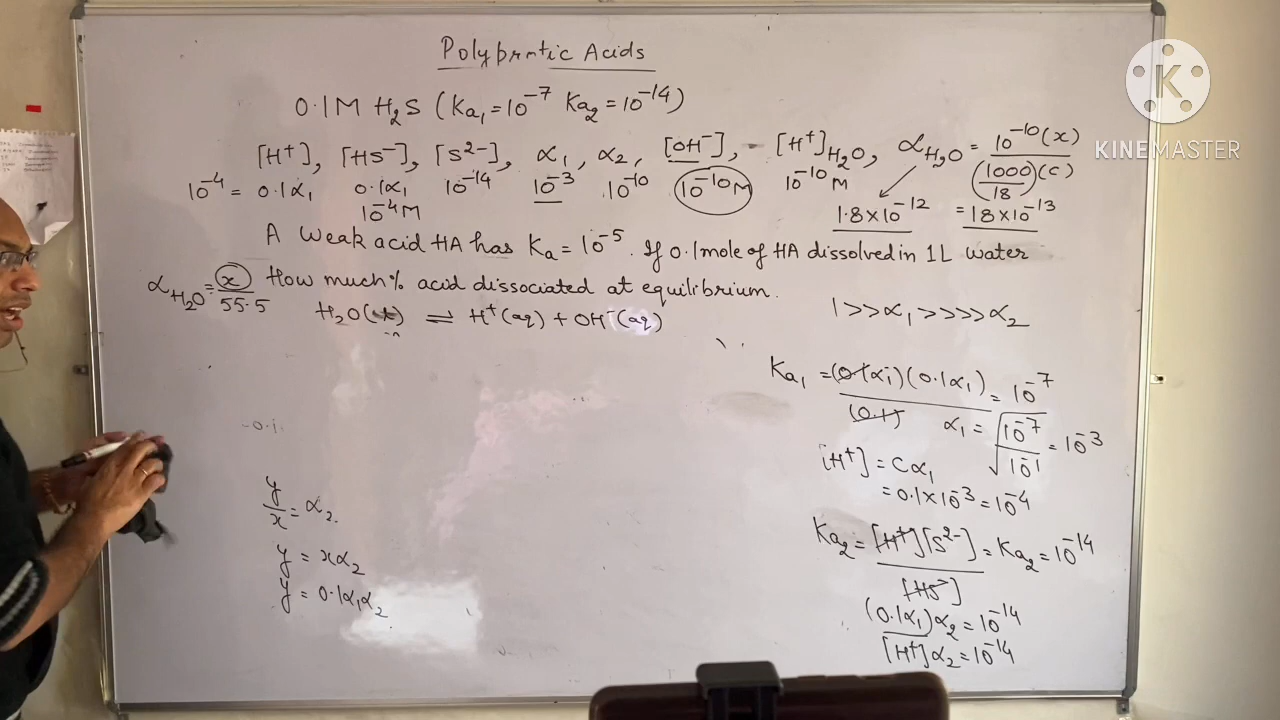 Polyprotic Acids
0.1M H₂S (Ka₁=10⁻⁷ Ka₂=10⁻¹⁴)
[H⁺], [HS⁻], [S²⁻], α₁, α₂, [OH⁻], [H⁺]H₂O, αH₂O = 10⁻¹⁰(x) / (1000/18)(c)
10⁻⁴ = 0.1α₁ 0.1α₁ 10⁻¹⁴ 10⁻³ 10⁻¹⁰ 10⁻¹⁰M 10⁻¹⁰M
10⁻⁴M 1.8×10⁻¹² = 18×10⁻¹³
A weak acid HA has Ka = 10⁻⁵. If 0.1mole of HA dissolved in 1L water
How much % acid dissociated at equilibrium.
αH₂O = x/55.5
H₂O( ) ⇌ H⁺(aq) + OH⁻(aq)
1>>α₁>>>>α₂
Ka₁ = (0.1α₁)(0.1α₁) / (0.1) = 10⁻⁷
α₁ = √(10⁻⁷/10⁻¹) = 10⁻³
[H⁺] = Cα₁
= 0.1×10⁻³ = 10⁻⁴
Ka₂ = [H⁺][S²⁻] / [HS⁻] = Ka₂ = 10⁻¹⁴
(0.1α₁)α₂ = 10⁻¹⁴
[H⁺]α₂ = 10⁻¹⁴
y/x = α₂.
y = xα₂
y = 0.1α₁α₂
K
KINEMASTER